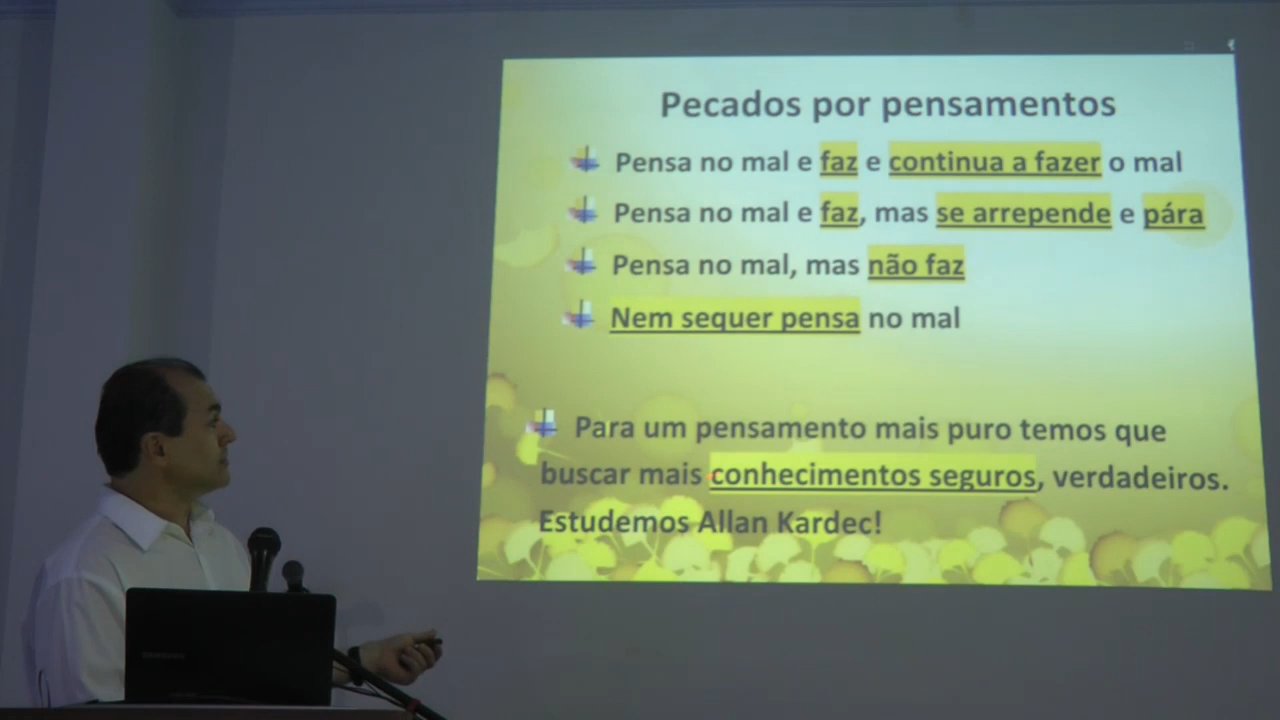 Pecados por pensamentos
Pensa no mal e faz e continua a fazer o mal
Pensa no mal e faz, mas se arrepende e pára
Pensa no mal, mas não faz
Nem sequer pensa no mal
Para um pensamento mais puro temos que
buscar mais conhecimentos seguros, verdadeiros.
Estudemos Allan Kardec!